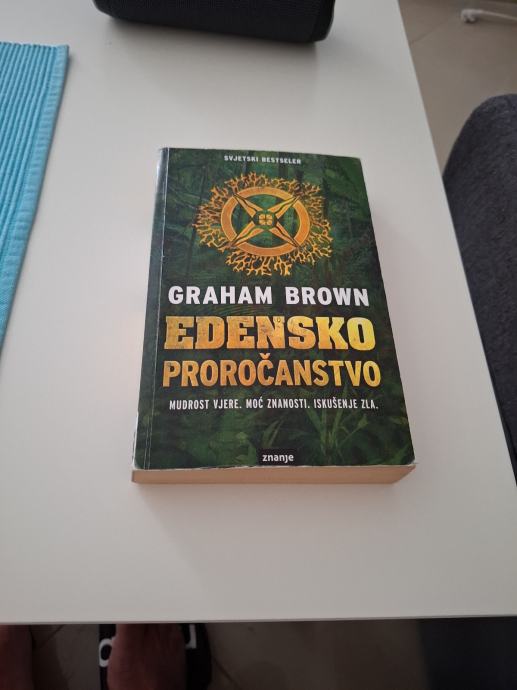 SVJETSKI BESTSELER
GRAHAM BROWN
EDENSKO
PROROČANSTVO
MUDROST VJERE. MOĆ ZNANOSTI. ISKUŠENJE ZLA.
znanje